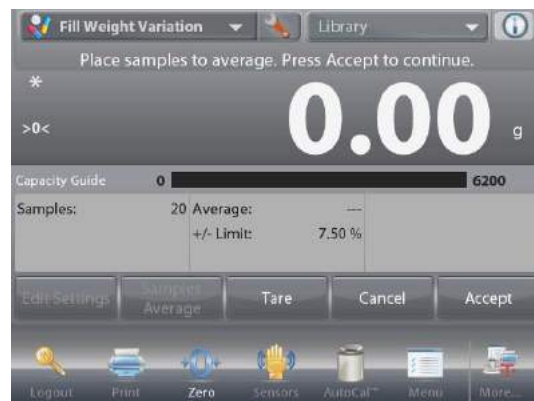 Fill Weight Variation Library
Place samples to average. Press Accept to continue.
*
>0< 0.00 g
Capacity Guide 0 6200
Samples: 20 Average: ---
+/- Limit: 7.50 %
Edit Settings Samples Average Tare Cancel Accept
Logout Print Zero Sensors AutoCal™ Menu More...